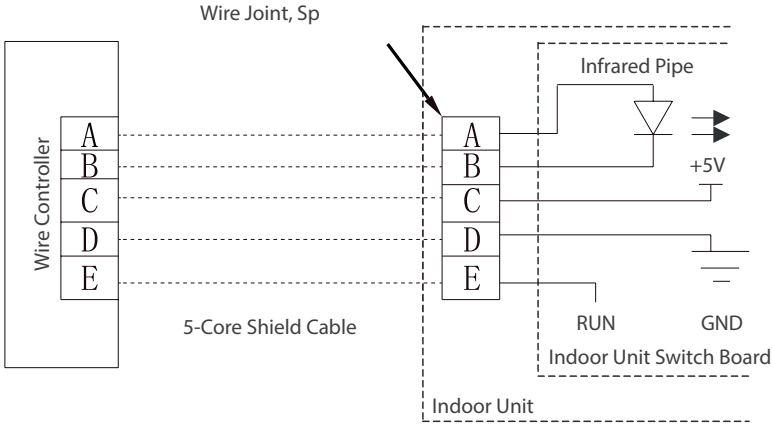 Wire Joint, Sp
Infrared Pipe
Wire Controller
A
B
C
D
E
A
B
C
D
E
+5V
5-Core Shield Cable
RUN
GND
Indoor Unit Switch Board
Indoor Unit